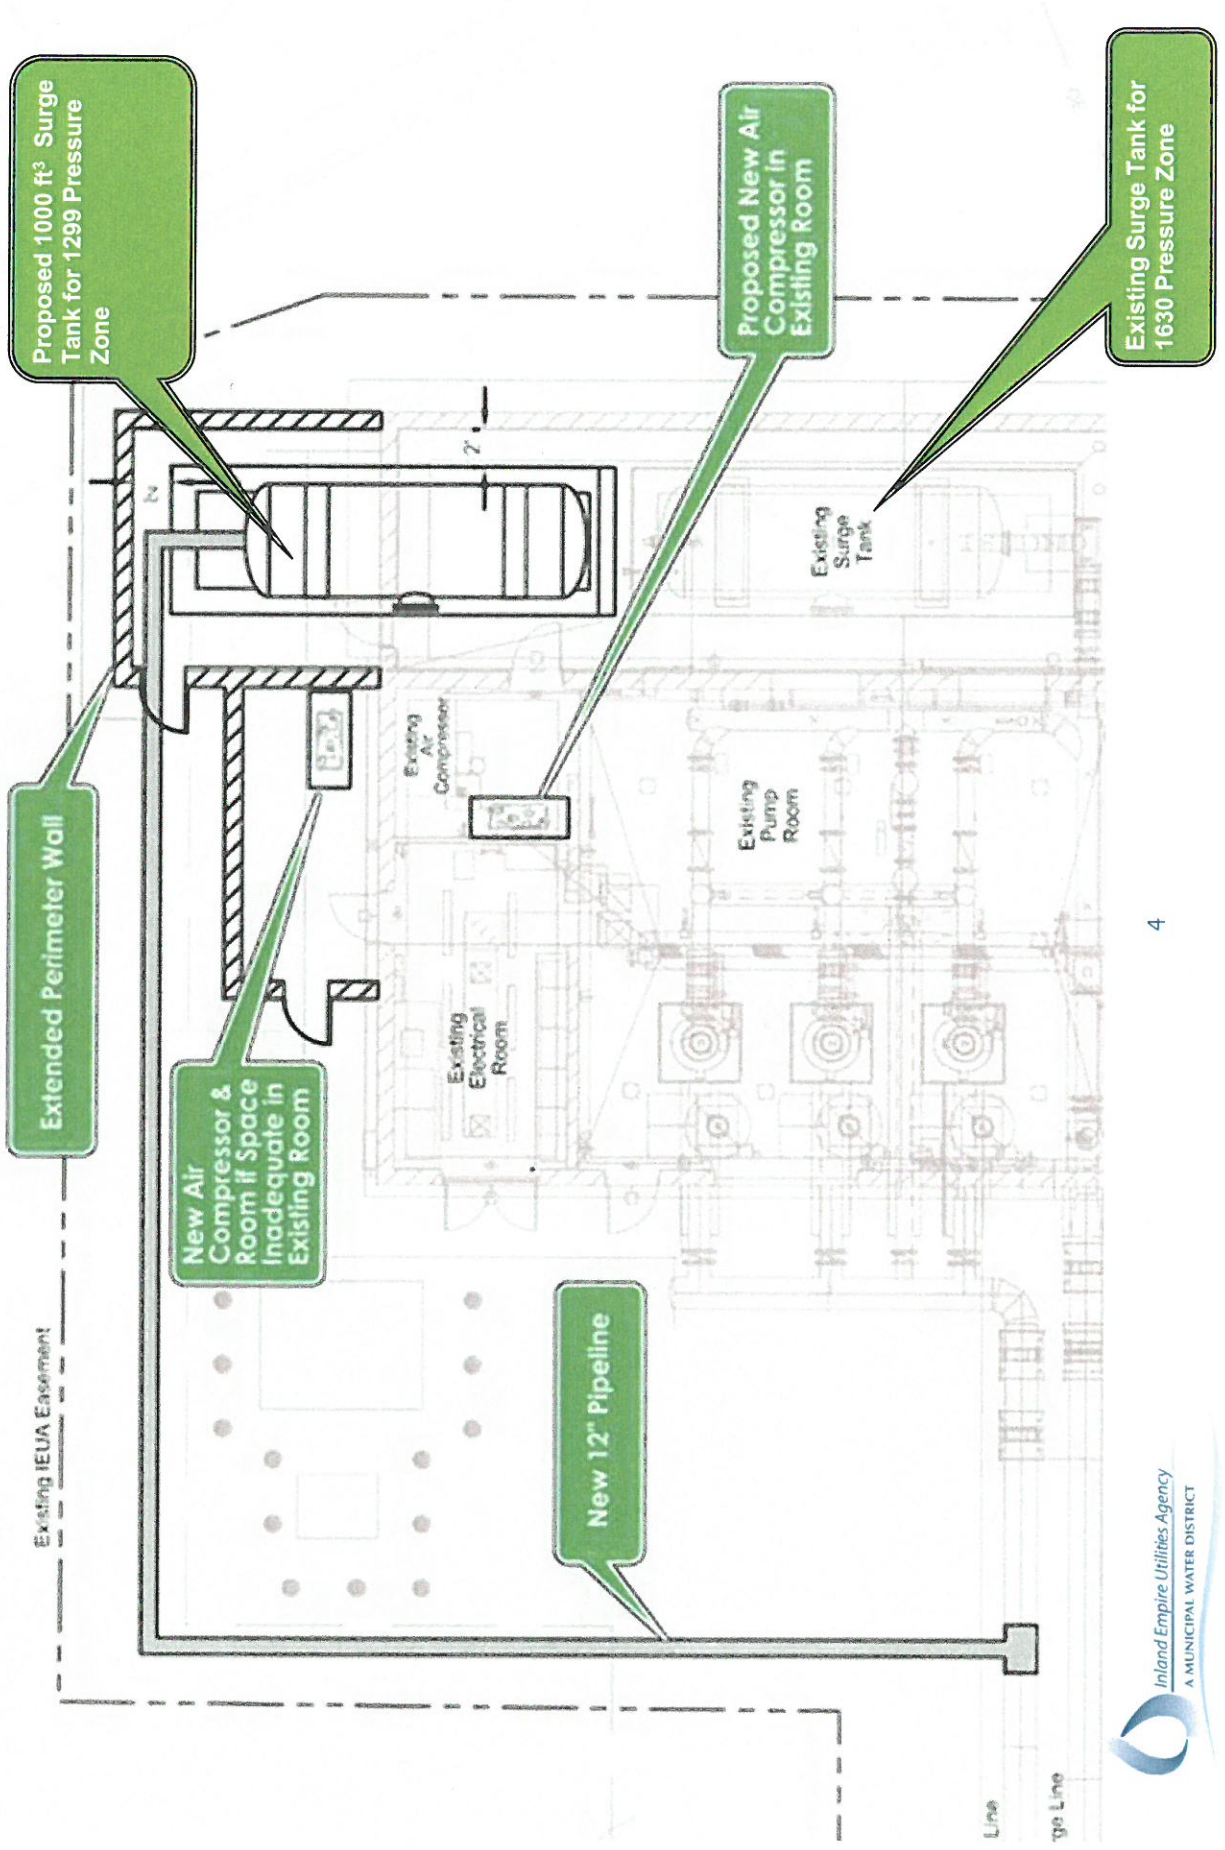 Existing IEUA Easement
Extended Perimeter Wall
Proposed 1000 ft³ Surge
Tank for 1299 Pressure
Zone
New Air
Compressor &
Room if Space
Inadequate in
Existing Room
2'
2'
Existing
Air
Compressor
Existing
Electrical
Room
Proposed New Air
Compressor in
Existing Room
New 12" Pipeline
Existing
Pump
Room
Existing
Surge
Tank
Existing Surge Tank for
1630 Pressure Zone
Line
ge Line
Inland Empire Utilities Agency
A MUNICIPAL WATER DISTRICT
4